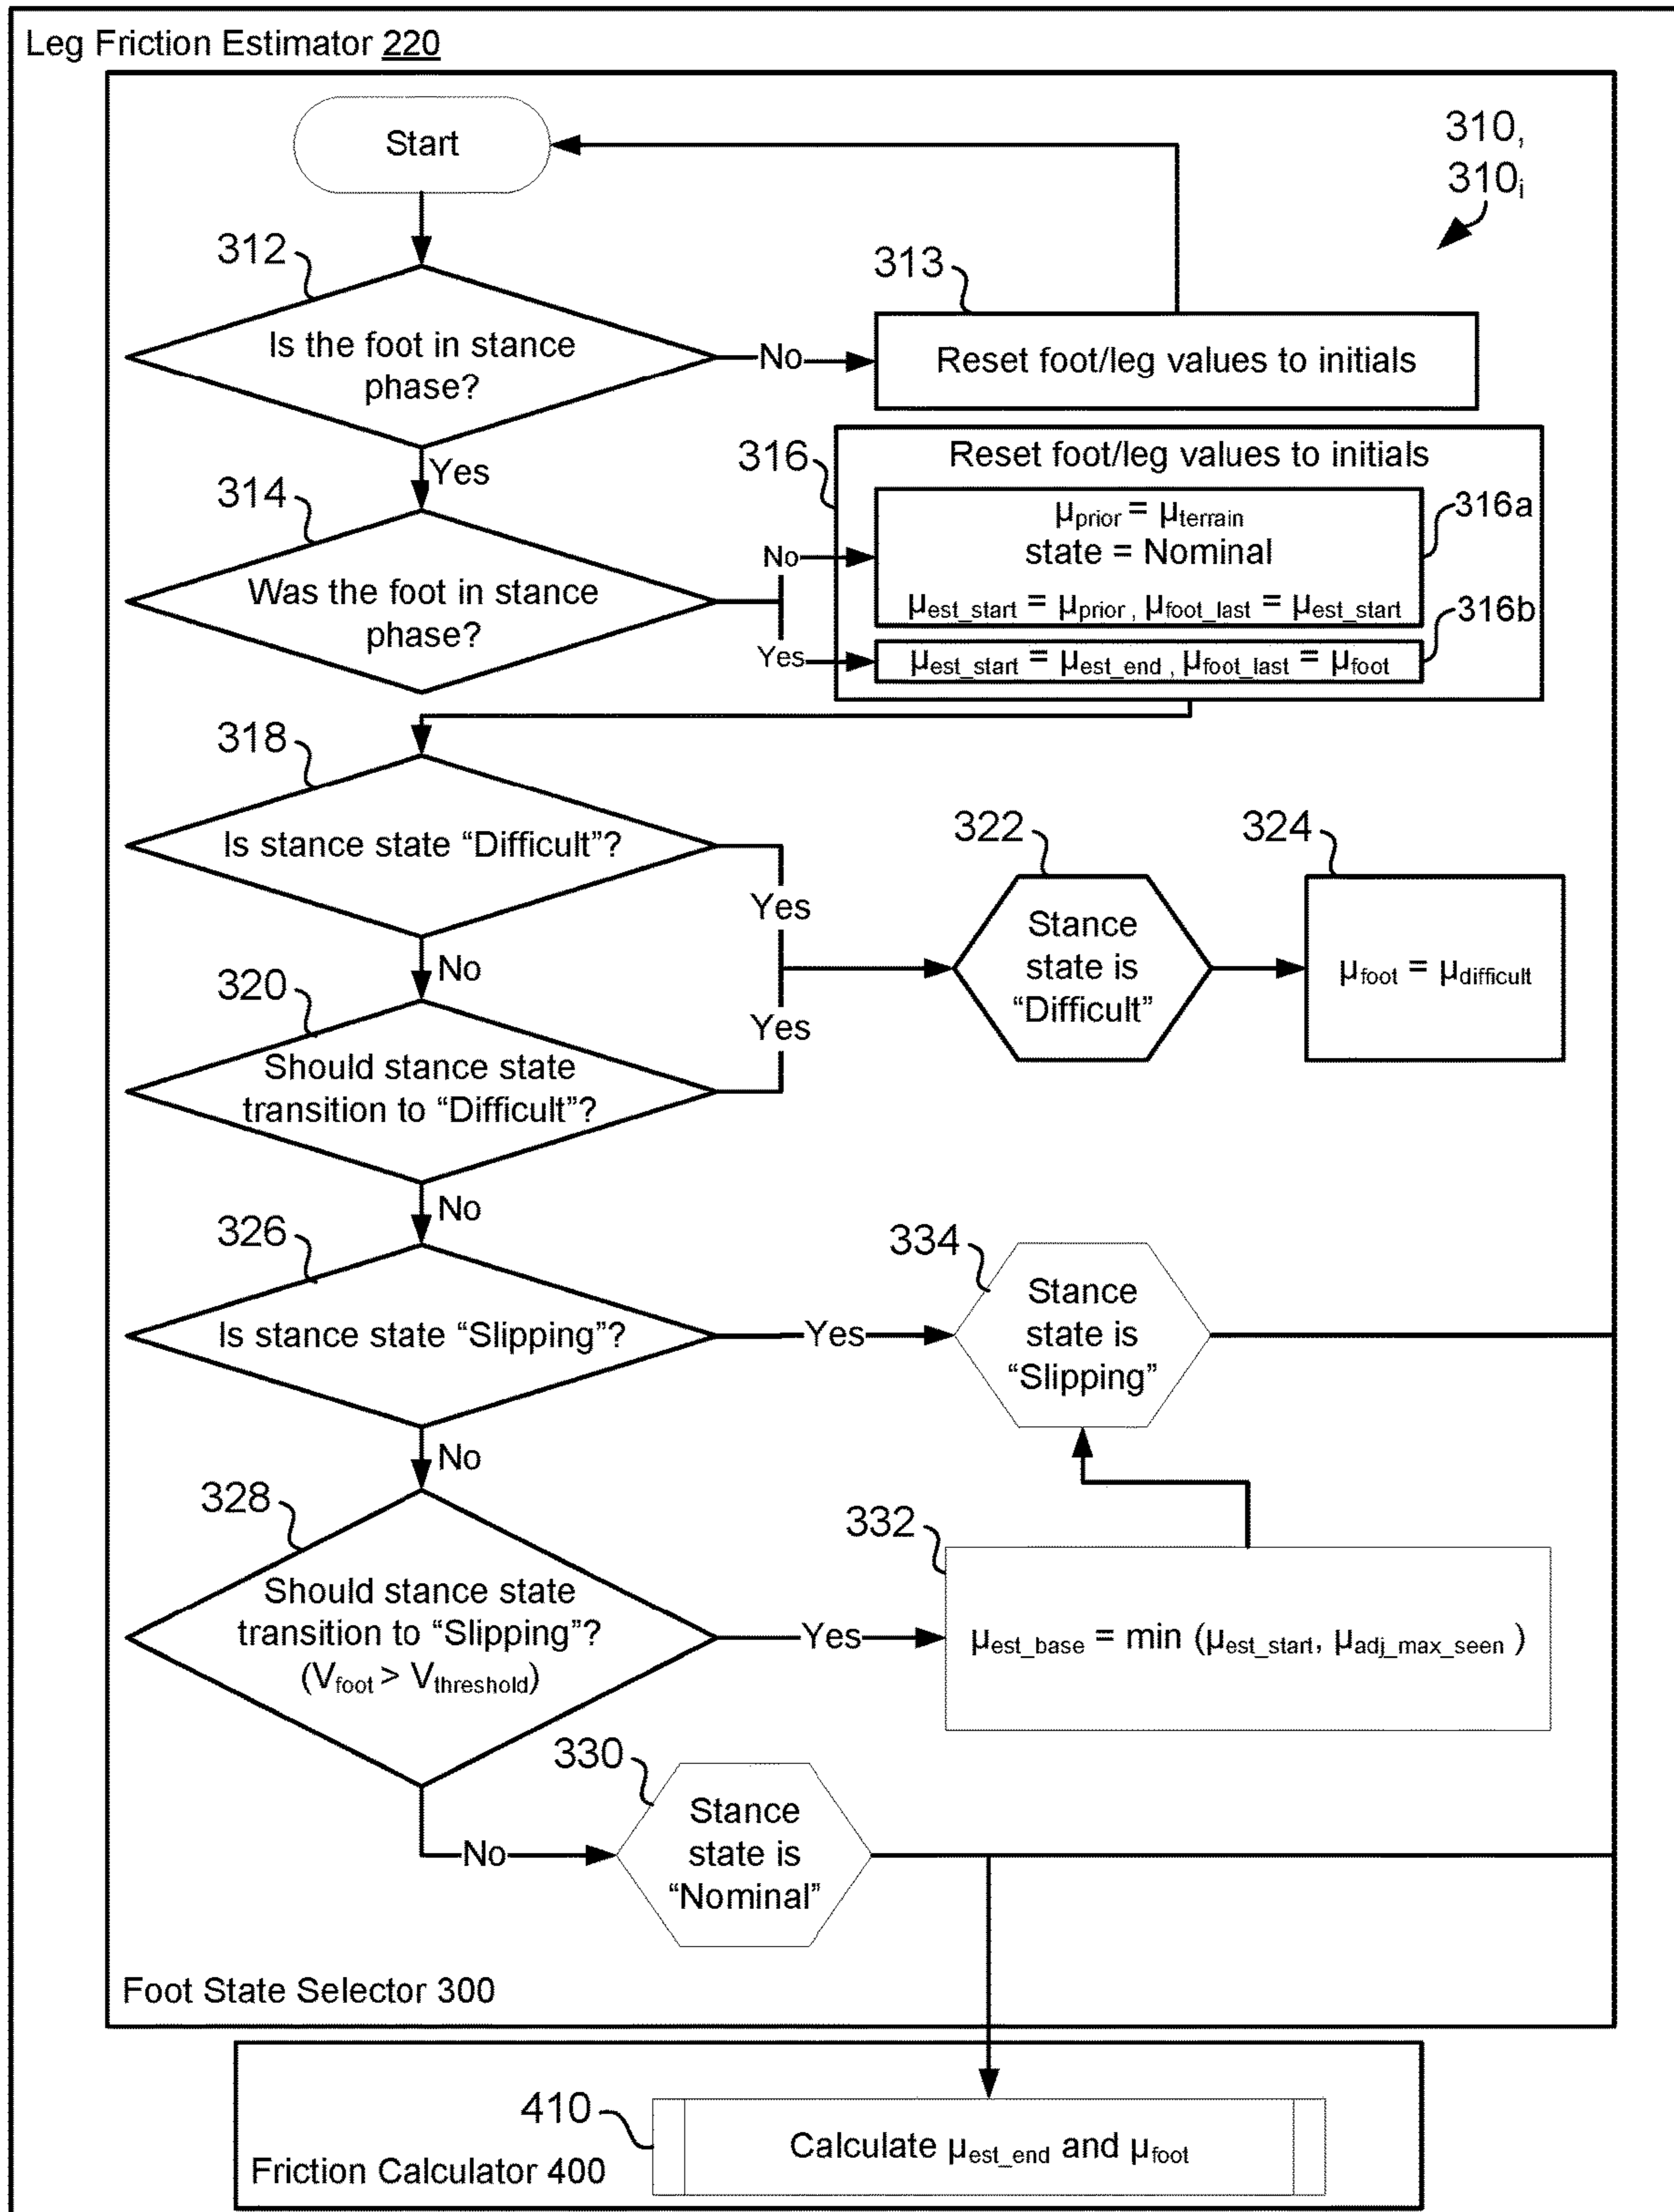 Leg Friction Estimator 220
Start
310,
310i
312
Is the foot in stance
phase?
No
313
Reset foot/leg values to initials
Yes
314
Was the foot in stance
phase?
No
Yes
316
Reset foot/leg values to initials
μprior = μterrain
state = Nominal
μest_start = μprior , μfoot_last = μest_start
316a
μest_start = μest_end , μfoot_last = μfoot
316b
318
Is stance state “Difficult”?
Yes
No
320
Should stance state
transition to “Difficult”?
Yes
322
Stance
state is
“Difficult”
324
μfoot = μdifficult
No
326
Is stance state “Slipping”?
Yes
334
Stance
state is
“Slipping”
No
328
Should stance state
transition to “Slipping”?
(Vfoot > Vthreshold)
Yes
332
μest_base = min (μest_start, μadj_max_seen )
No
330
Stance
state is
“Nominal”
Foot State Selector 300
410
Calculate μest_end and μfoot
Friction Calculator 400